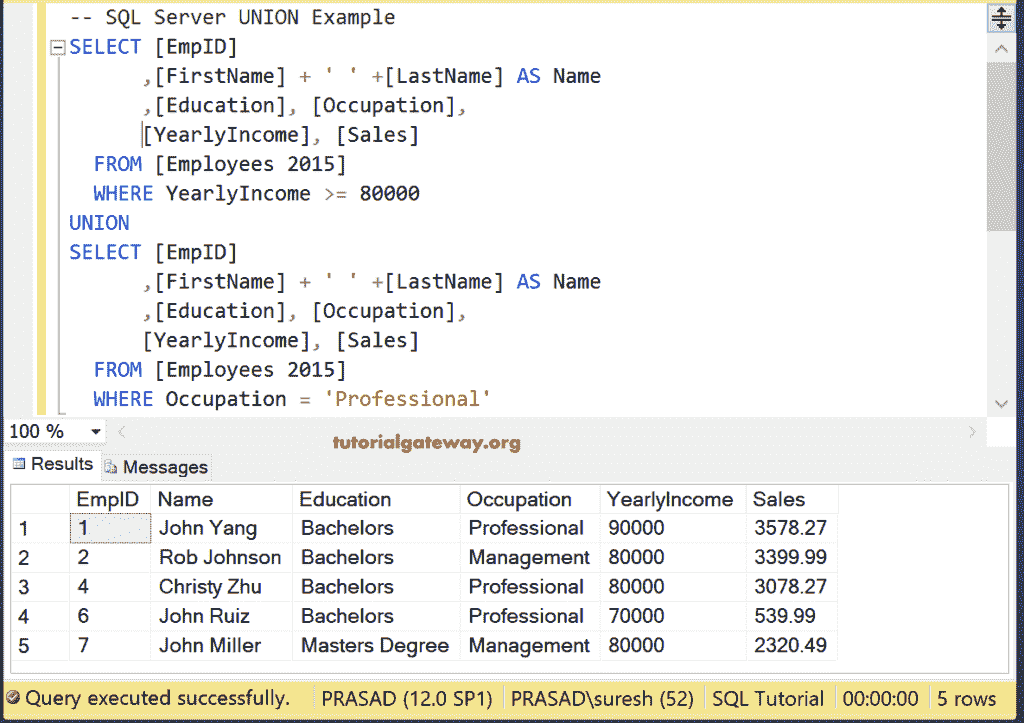 -- SQL Server UNION Example
SELECT [EmpID]
,[FirstName] + ' ' +[LastName] AS Name
,[Education], [Occupation],
[YearlyIncome], [Sales]
FROM [Employees 2015]
WHERE YearlyIncome >= 80000
UNION
SELECT [EmpID]
,[FirstName] + ' ' +[LastName] AS Name
,[Education], [Occupation],
[YearlyIncome], [Sales]
FROM [Employees 2015]
WHERE Occupation = 'Professional'
100 %
tutorialgateway.org
Results Messages
EmpID Name Education Occupation YearlyIncome Sales
1 1 John Yang Bachelors Professional 90000 3578.27
2 2 Rob Johnson Bachelors Management 80000 3399.99
3 4 Christy Zhu Bachelors Professional 80000 3078.27
4 6 John Ruiz Bachelors Professional 70000 539.99
5 7 John Miller Masters Degree Management 80000 2320.49
Query executed successfully. PRASAD (12.0 SP1) PRASAD\suresh (52) SQL Tutorial 00:00:00 5 rows